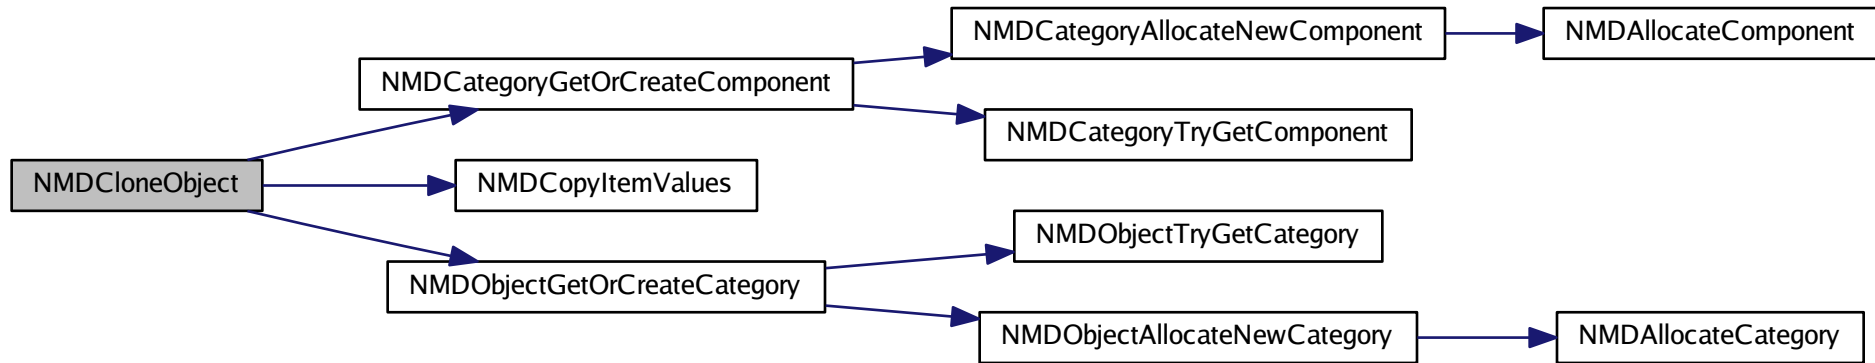 NMDCategoryAllocateNewComponent
NMDAllocateComponent
NMDCategoryGetOrCreateComponent
NMDCategoryTryGetComponent
NMDCloneObject
NMDCopyItemValues
NMDObjectTryGetCategory
NMDObjectGetOrCreateCategory
NMDObjectAllocateNewCategory
NMDAllocateCategory